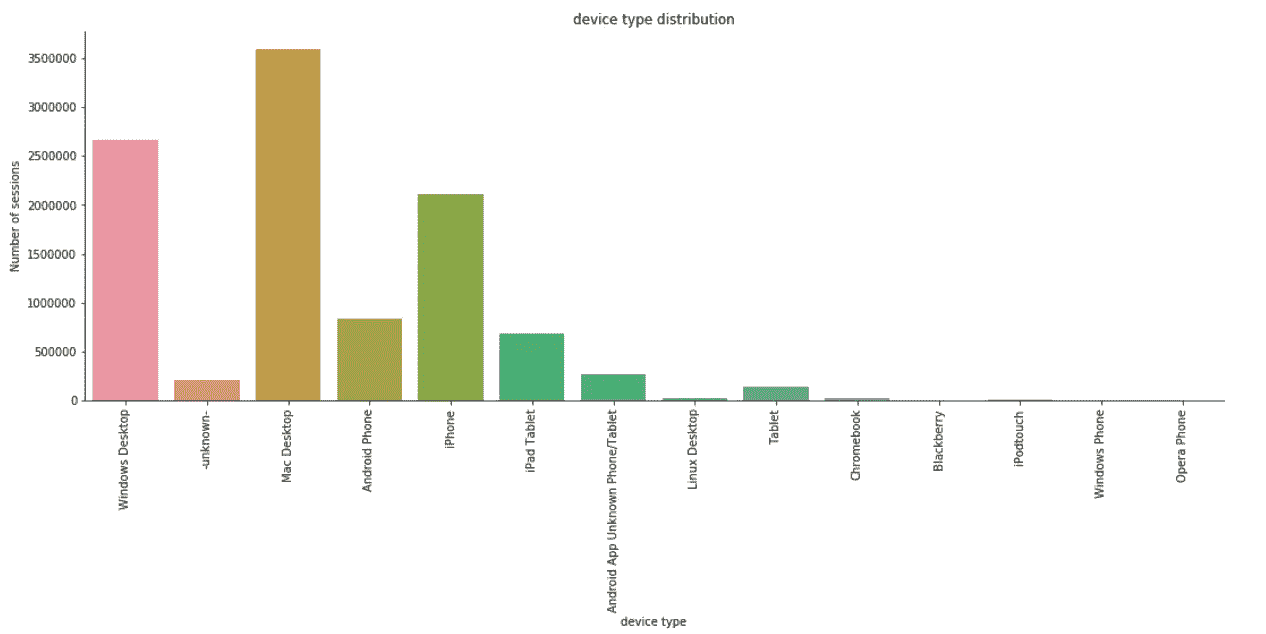 device type distribution
Number of sessions
3500000
3000000
2500000
2000000
1500000
1000000
500000
0
Windows Desktop
-unknown-
Mac Desktop
Android Phone
iPhone
iPad Tablet
Android App Unknown Phone/Tablet
Linux Desktop
Tablet
Chromebook
Blackberry
iPodtouch
Windows Phone
Opera Phone
device type